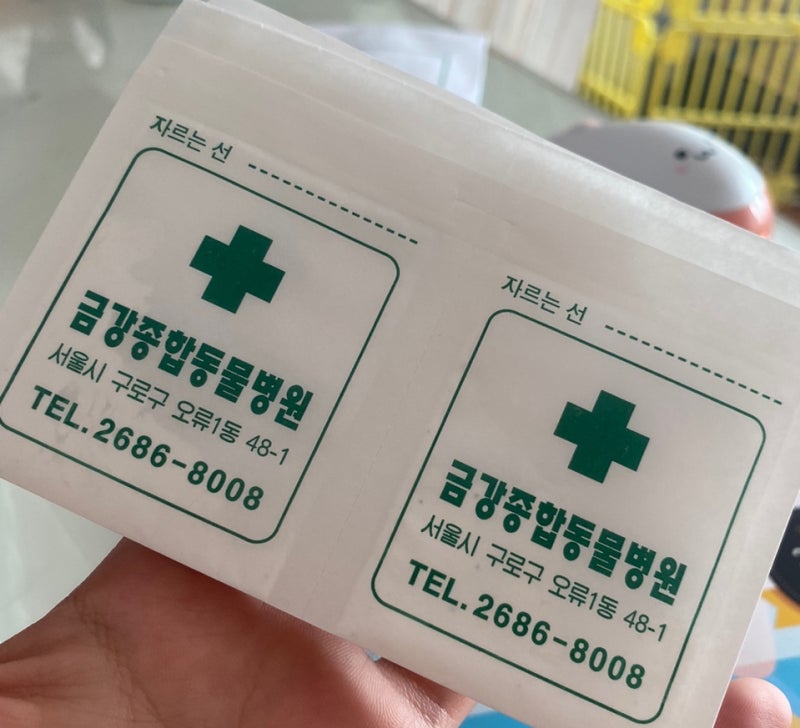 자르는 선
금강종합동물병원
서울시 구로구 오류1동 48-1
TEL. 2686-8008
자르는 선
금강종합동물병원
서울시 구로구 오류1동 48-1
TEL. 2686-8008